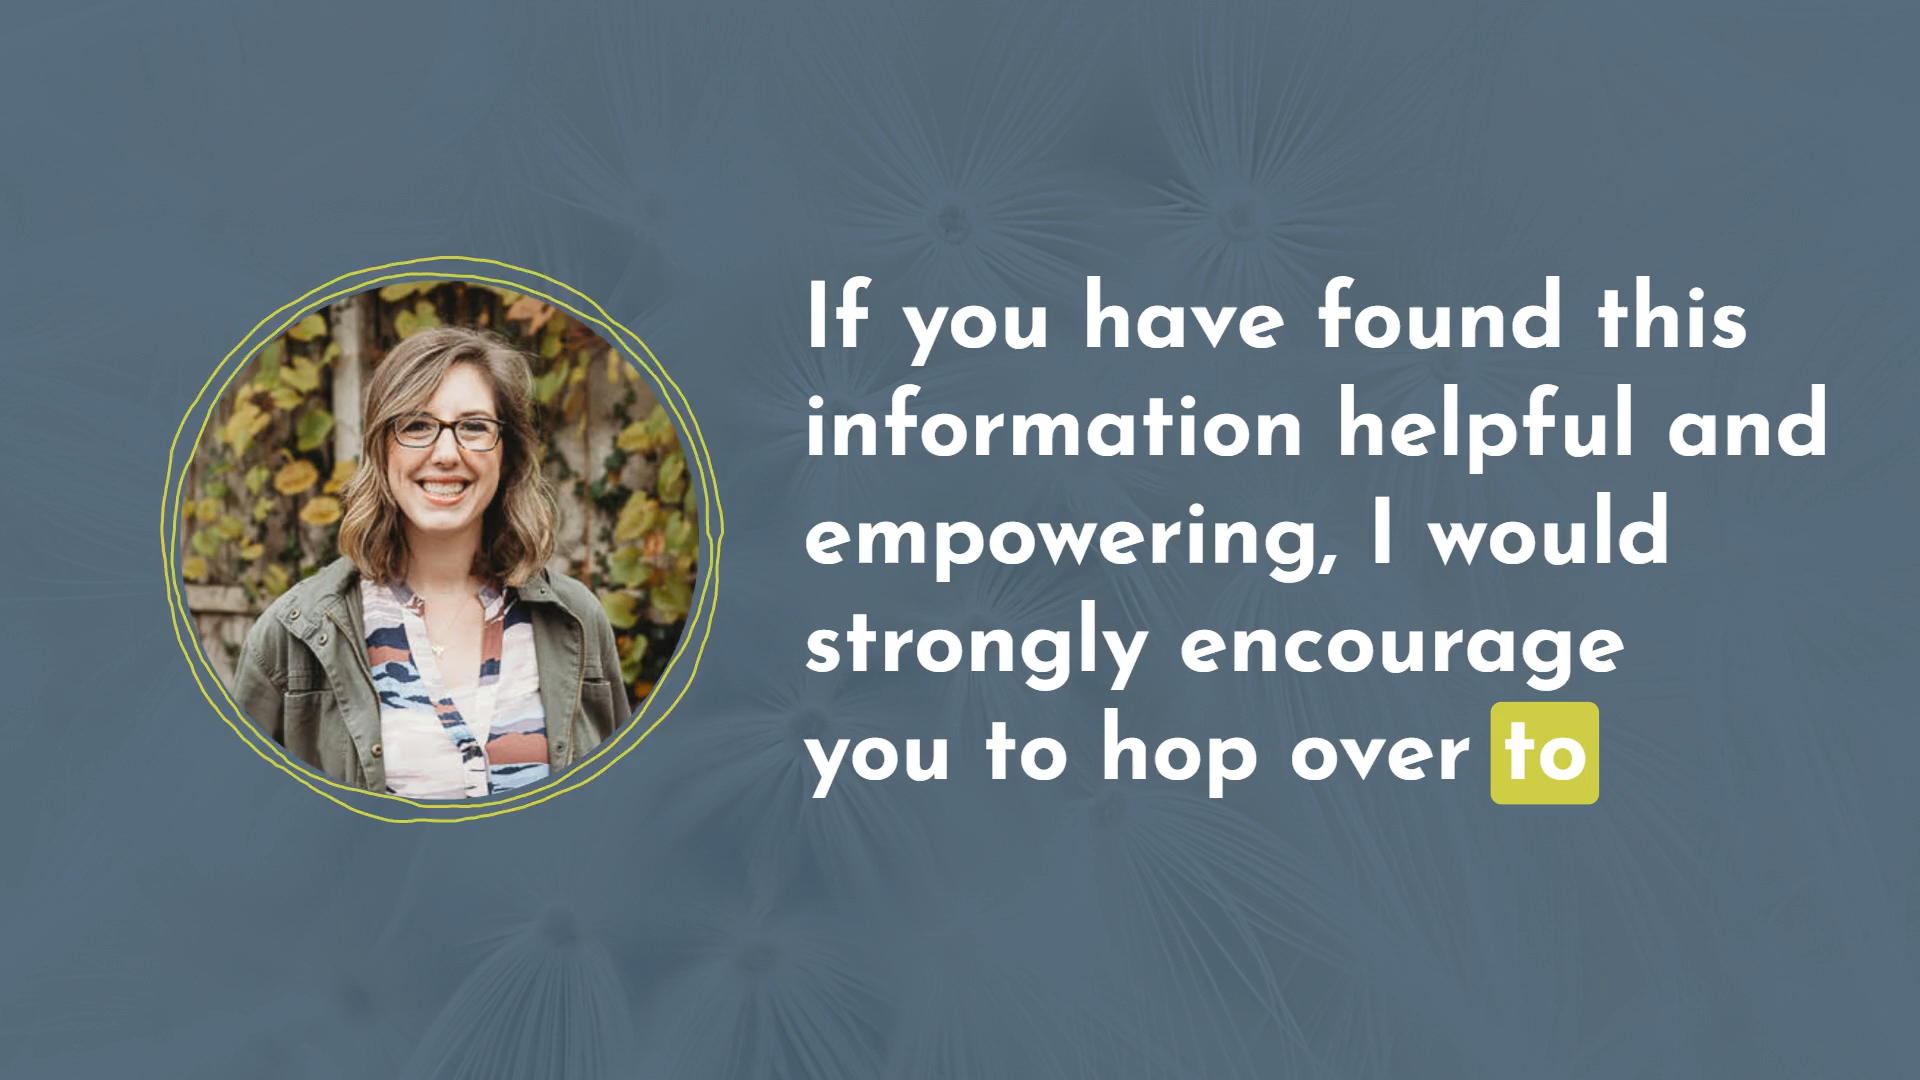 If you have found this
information helpful and
empowering, I would
strongly encourage
you to hop over to